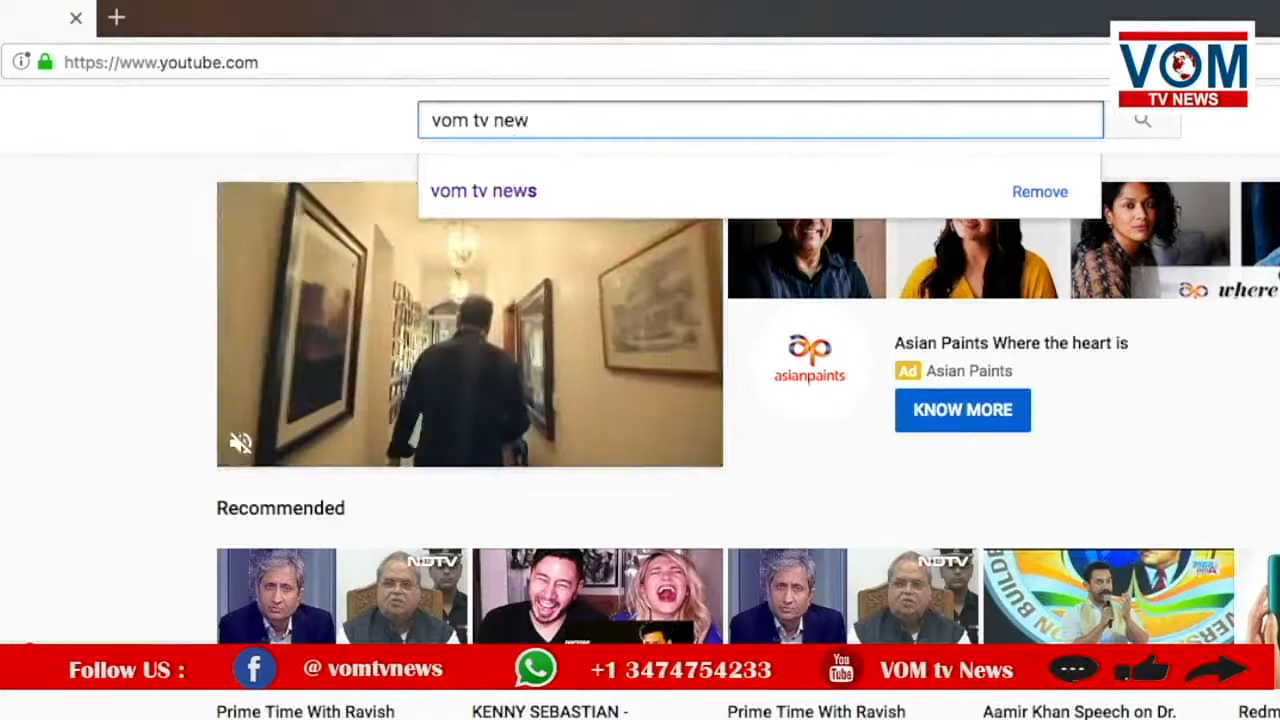 https://www.youtube.com
VOM
TV NEWS
vom tv new
vom tv news
Remove
where
asianpaints
Asian Paints Where the heart is
Ad Asian Paints
KNOW MORE
Recommended
NDTV
NDTV
Follow US :
f
@ vomtvnews
+1 3474754233
You
Tube
VOM tv News
Prime Time With Ravish
KENNY SEBASTIAN -
Prime Time With Ravish
Aamir Khan Speech on Dr.